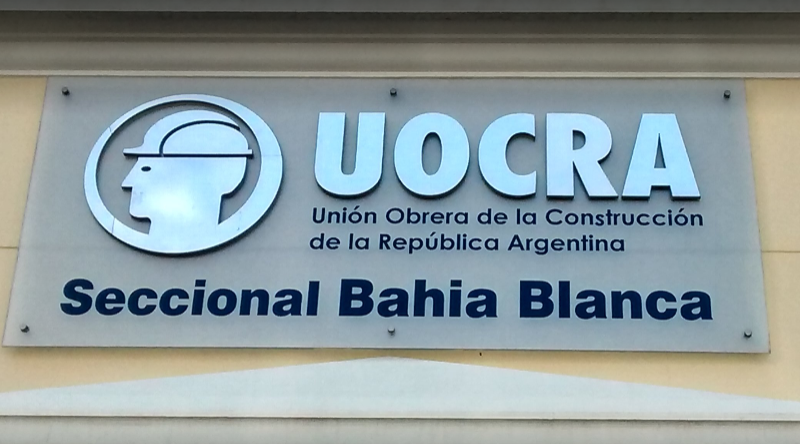 UOCRA
Unión Obrera de la Construcción
de la República Argentina
Seccional Bahia Blanca